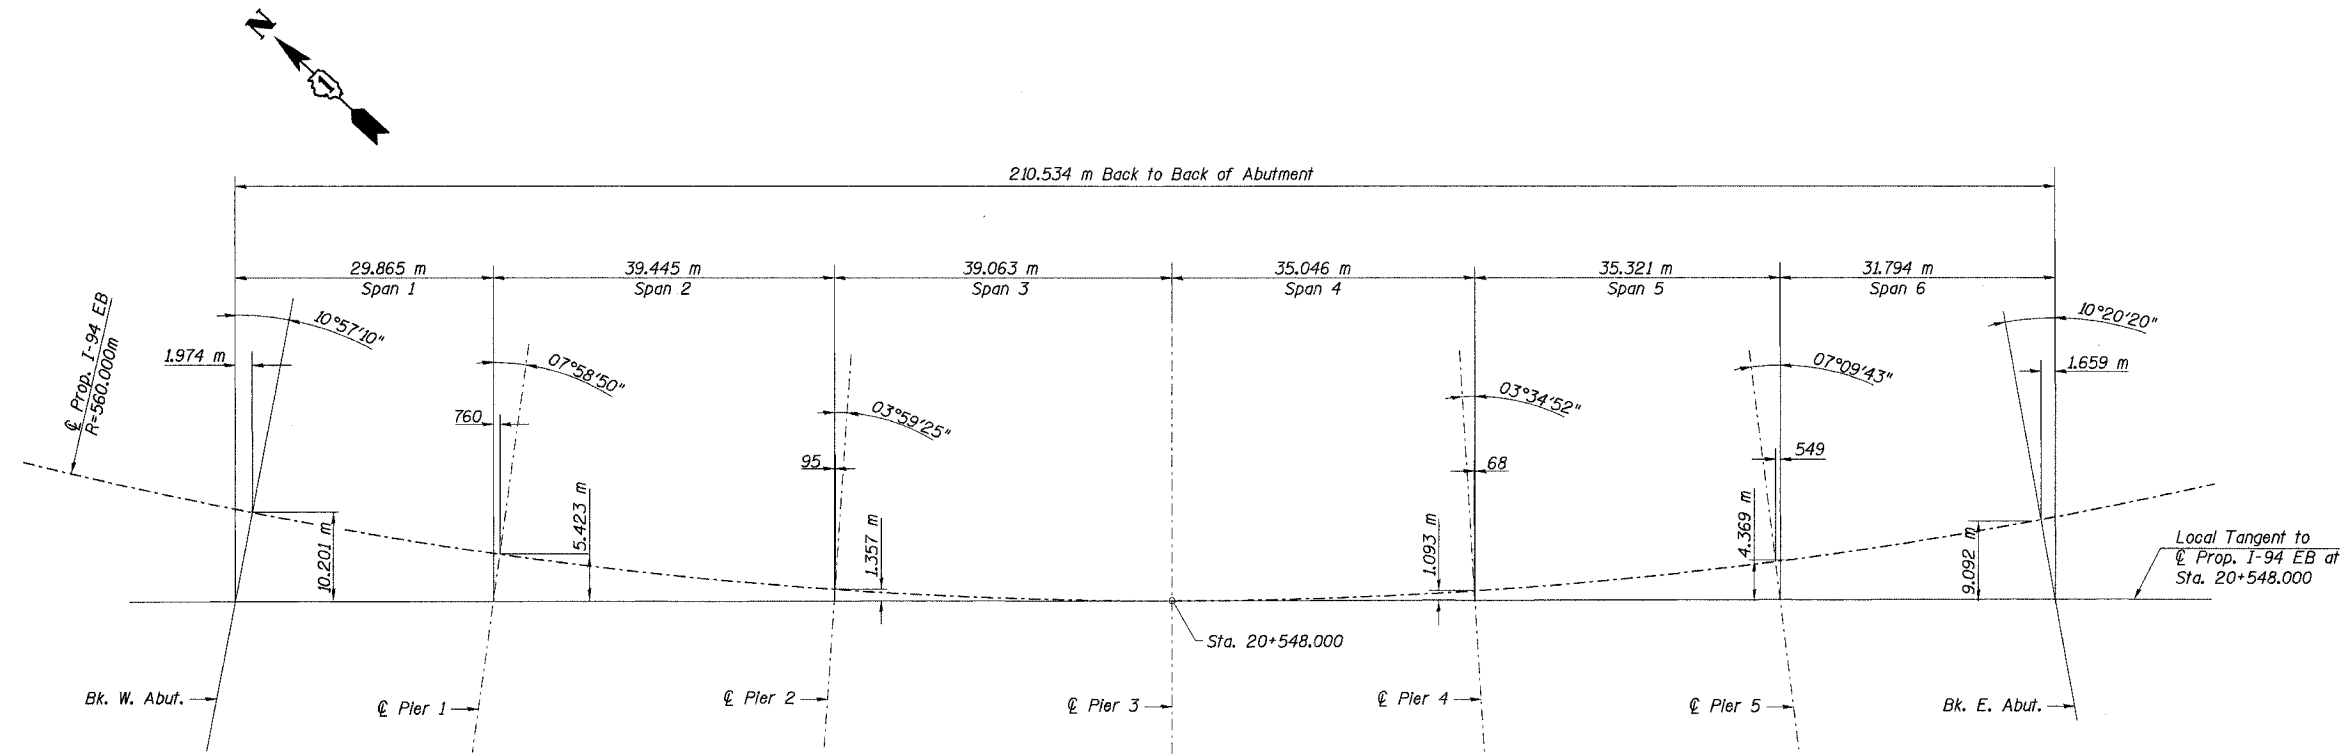 N
1
210.534 m Back to Back of Abutment
29.865 m
Span 1
39.445 m
Span 2
39.063 m
Span 3
35.046 m
Span 4
35.321 m
Span 5
31.794 m
Span 6
℄ Prop. I-94 EB
R=560.000m
10°57'10"
07°58'50"
03°59'25"
03°34'52"
07°09'43"
10°20'20"
1.974 m
760
95
68
549
1.659 m
10.201 m
5.423 m
1.357 m
1.093 m
4.369 m
9.092 m
Local Tangent to
℄ Prop. I-94 EB at
Sta. 20+548.000
Sta. 20+548.000
Bk. W. Abut.
℄ Pier 1
℄ Pier 2
℄ Pier 3
℄ Pier 4
℄ Pier 5
Bk. E. Abut.